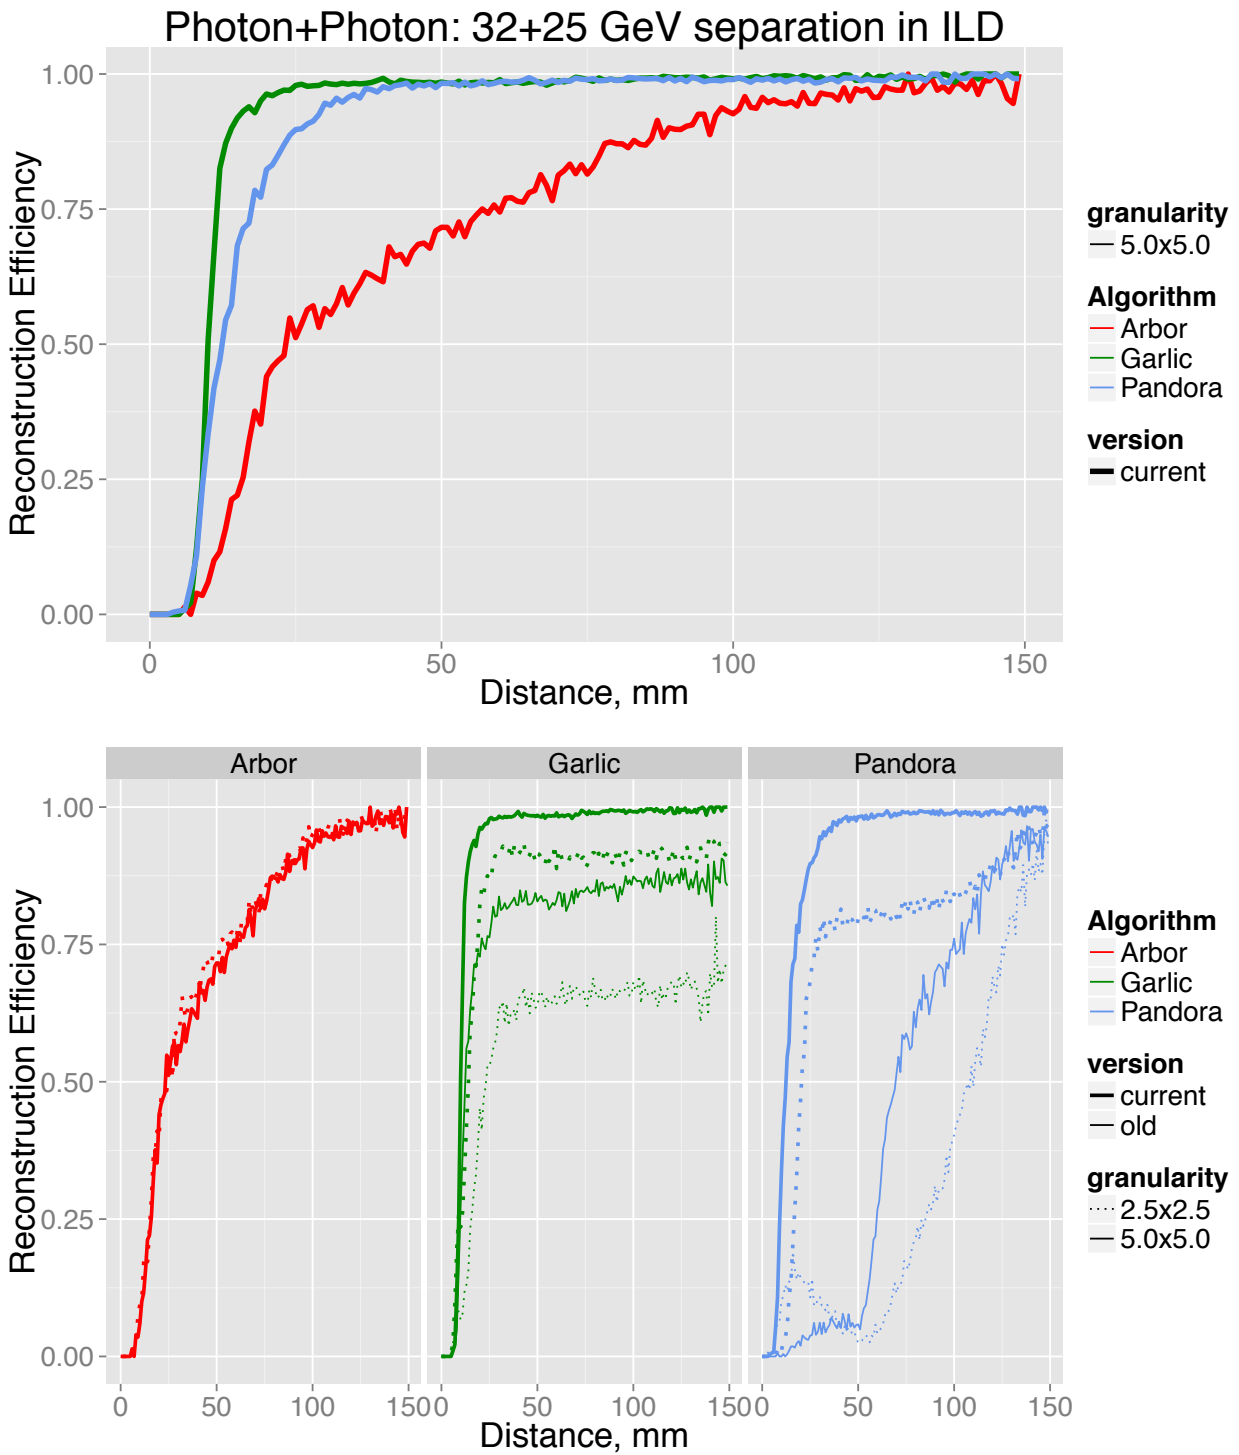 Photon+Photon: 32+25 GeV separation in ILD
Reconstruction Efficiency
1.00
0.75
0.50
0.25
0.00
0 50 100 150
Distance, mm
granularity
5.0x5.0
Algorithm
Arbor
Garlic
Pandora
version
current
Arbor Garlic Pandora
Reconstruction Efficiency
1.00
0.75
0.50
0.25
0.00
0 50 100 150 0 50 100 150 0 50 100 150
Distance, mm
Algorithm
Arbor
Garlic
Pandora
version
current
old
granularity
2.5x2.5
5.0x5.0